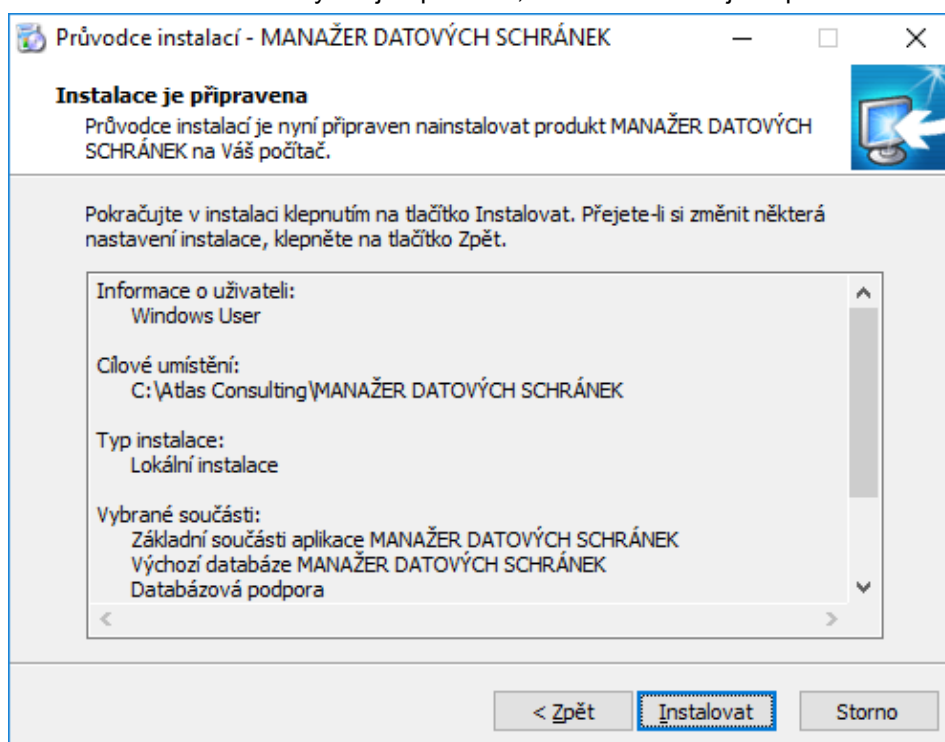 Průvodce instalací - MANAŽER DATOVÝCH SCHRÁNEK
Instalace je připravena
Průvodce instalací je nyní připraven nainstalovat produkt MANAŽER DATOVÝCH
SCHRÁNEK na Váš počítač.
Pokračujte v instalaci klepnutím na tlačítko Instalovat. Přejete-li si změnit některá
nastavení instalace, klepněte na tlačítko Zpět.
Informace o uživateli:
Windows User
Cílové umístění:
C:\Atlas Consulting\MANAŽER DATOVÝCH SCHRÁNEK
Typ instalace:
Lokální instalace
Vybrané součásti:
Základní součásti aplikace MANAŽER DATOVÝCH SCHRÁNEK
Výchozí databáze MANAŽER DATOVÝCH SCHRÁNEK
Databázová podpora
< Zpět Instalovat Storno